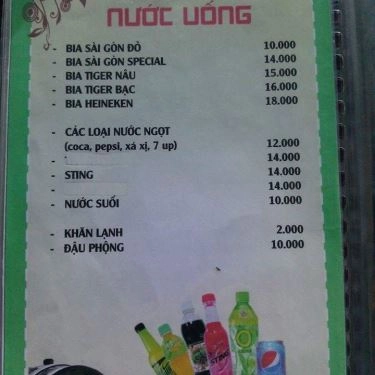 NƯỚC UỐNG
- BIA SÀI GÒN ĐỎ 10.000
- BIA SÀI GÒN SPECIAL 14.000
- BIA TIGER NÂU 15.000
- BIA TIGER BẠC 16.000
- BIA HEINEKEN 18.000
- CÁC LOẠI NƯỚC NGỌT
(coca, pepsi, xá xị, 7 up) 12.000
- 14.000
- STING 14.000
- 14.000
- NƯỚC SUỐI 10.000
- KHĂN LẠNH 2.000
- ĐẬU PHỘNG 10.000
STING